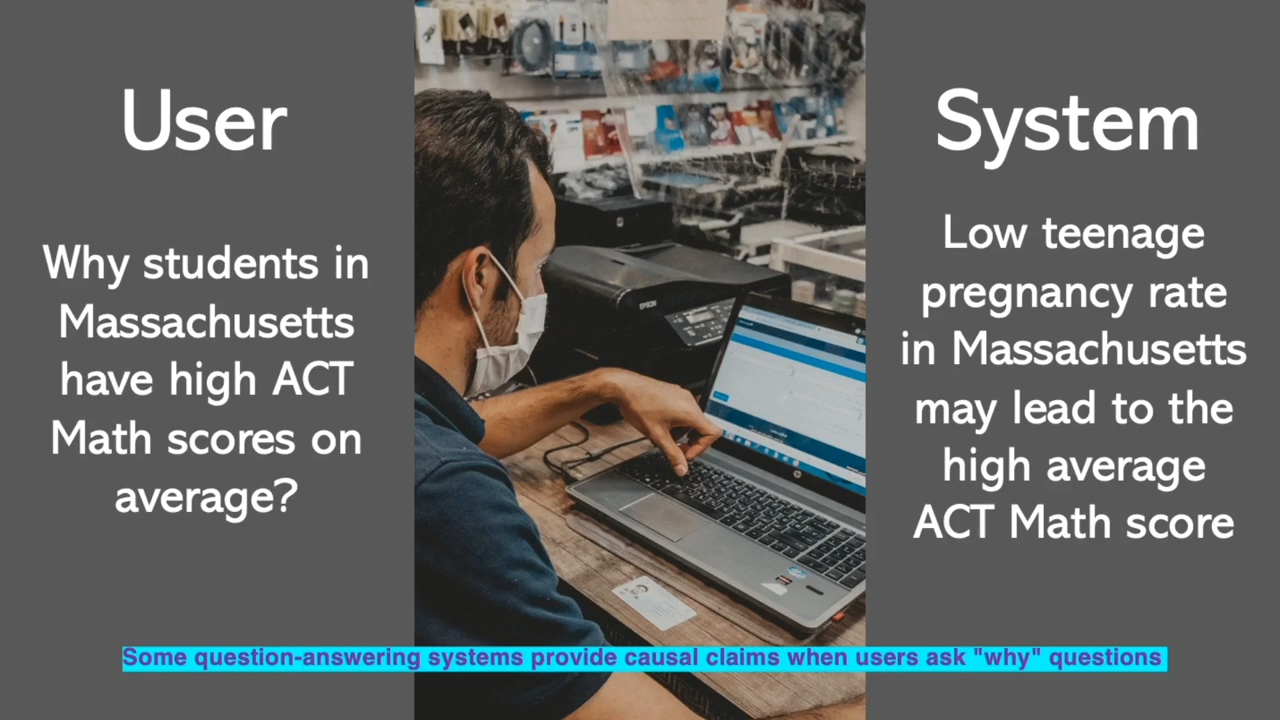 User
Why students in
Massachusetts
have high ACT
Math scores on
average?
EPSON
System
Low teenage
pregnancy rate
in Massachusetts
may lead to the
high average
ACT Math score
Some question-answering systems provide causal claims when users ask "why" questions